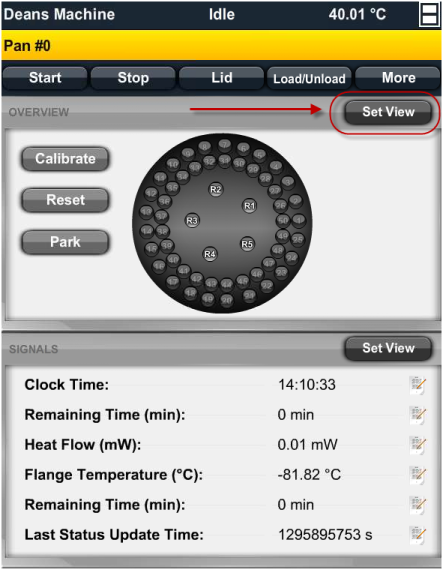 Deans Machine Idle 40.01 °C
Pan #0
Start Stop Lid Load/Unload More
OVERVIEW Set View
Calibrate
Reset
Park
R2
R1
R3
R5
R4
SIGNALS Set View
Clock Time: 14:10:33
Remaining Time (min): 0 min
Heat Flow (mW): 0.01 mW
Flange Temperature (°C): -81.82 °C
Remaining Time (min): 0 min
Last Status Update Time: 1295895753 s